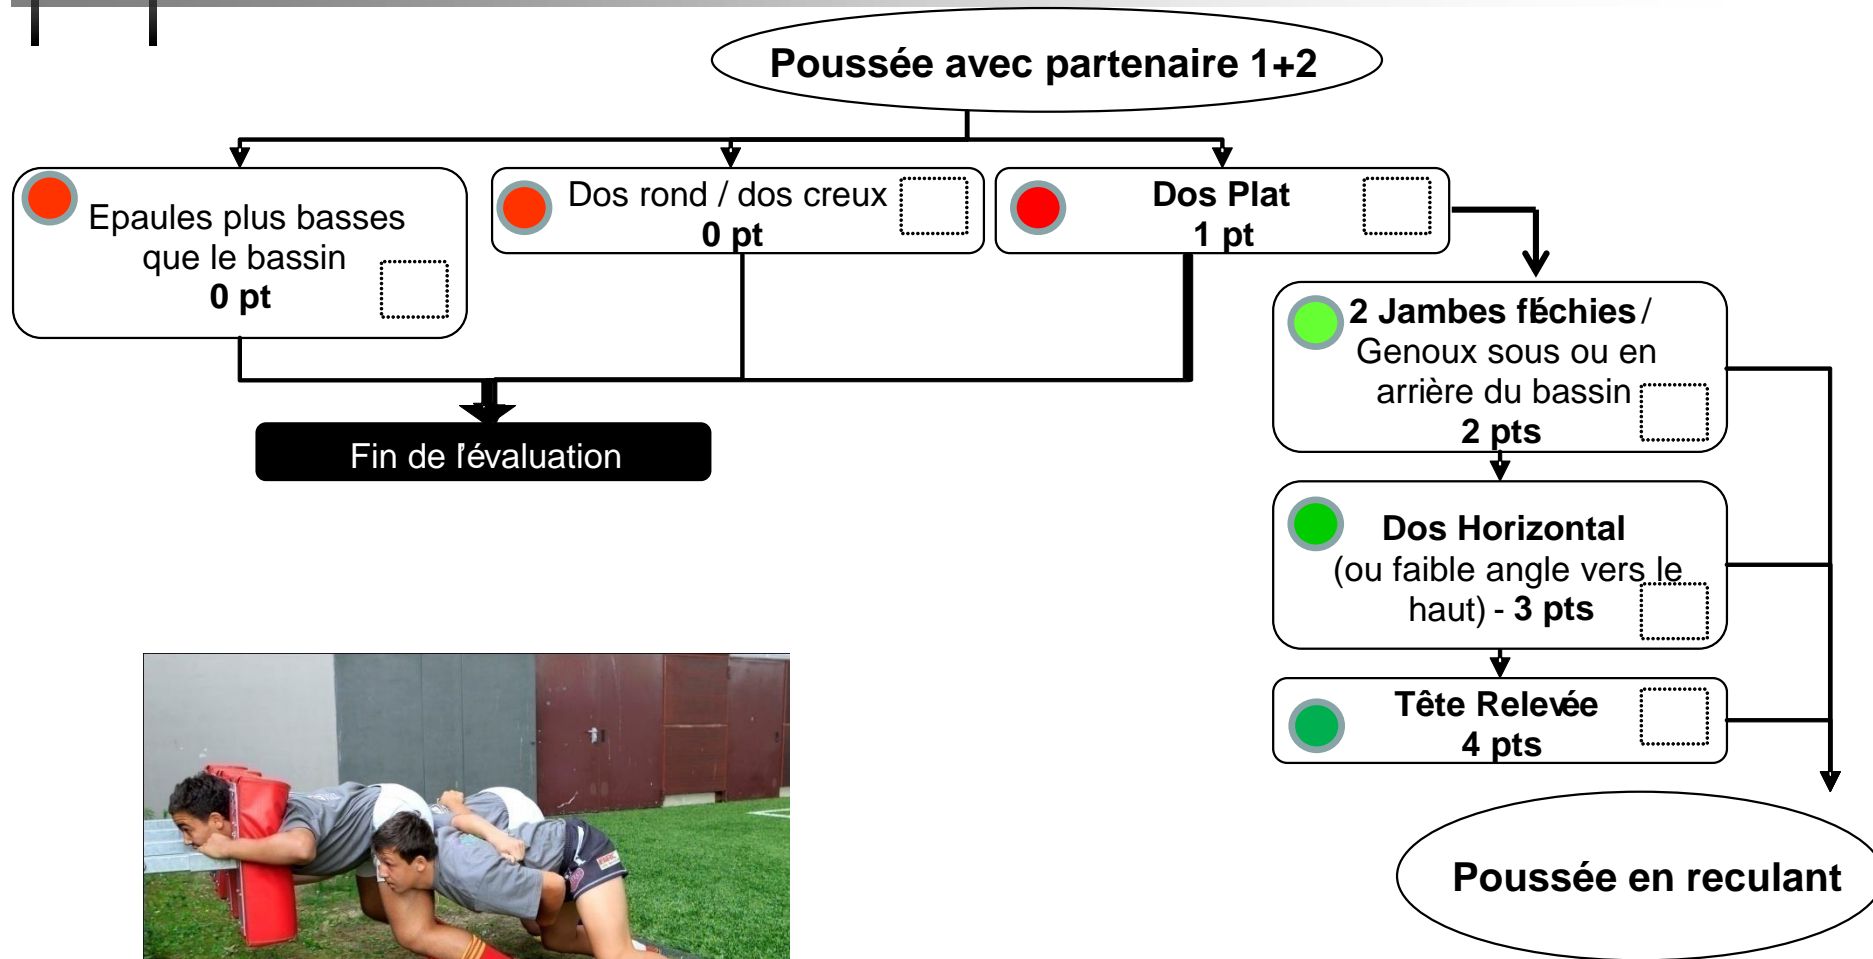 Poussée avec partenaire 1+2
Epaules plus basses
que le bassin
0 pt
Dos rond / dos creux
0 pt
Dos Plat
1 pt
2 Jambes fléchies /
Genoux sous ou en
arrière du bassin
2 pts
Fin de l'évaluation
Dos Horizontal
(ou faible angle vers le
haut) - 3 pts
Tête Relevée
4 pts
Poussée en reculant